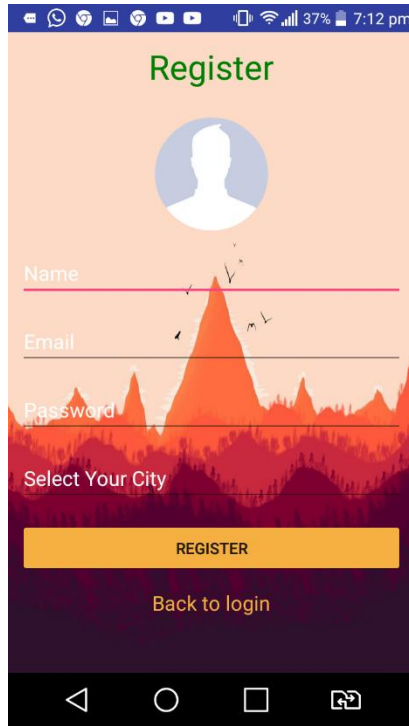 37% 7:12 pm
Register
Name
Email
Password
Select Your City
REGISTER
Back to login